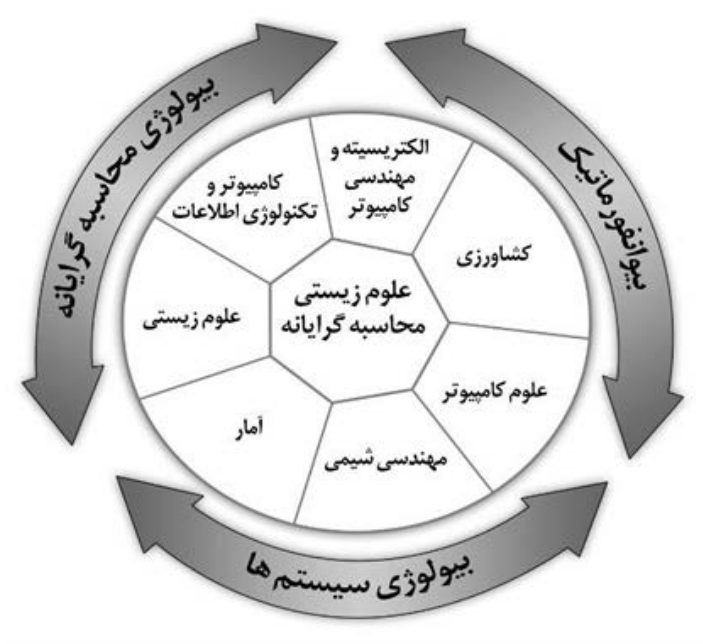 بیولوژی محاسبه گرایانه
بیوانفورماتیک
الکتریسیته و
مهندسی
کامپیوتر
کامپیوتر و
تکنولوژی اطلاعات
کشاورزی
علوم زیستی
محاسبه گرایانه
علوم زیستی
علوم کامپیوتر
آمار
مهندسی شیمی
بیولوژی سیستم ها